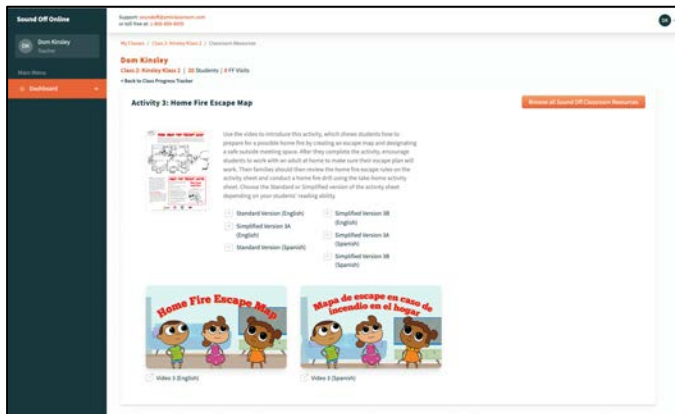 Sound Off Online
Support: soundoff@ymiclassroom.com
or toll free at: 1-800-859-8005
DK
DK
Dom Kinsley
Teacher
Main Menu
Dashboard
My Classes / Class 2: Kinsley Klass 2 / Classroom Resources
Dom Kinsley
Class 2: Kinsley Klass 2 | 20 Students | 0 FF Visits
Back to Class Progress Tracker
Activity 3: Home Fire Escape Map
Browse all Sound Off Classroom Resources
Use the video to introduce this activity, which shows students how to
prepare for a possible home fire by creating an escape map and designating
a safe outside meeting space. After they complete the activity, encourage
students to work with an adult at home to make sure their escape plan will
work. Then families should then review the home fire escape rules on the
activity sheet and conduct a home fire drill using the take-home activity
sheet. Choose the Standard or Simplified version of the activity sheet
depending on your students' reading ability.
Standard Version (English)
Simplified Version 3A
(English)
Standard Version (Spanish)
Simplified Version 3B
(English)
Simplified Version 3A
(Spanish)
Simplified Version 3B
(Spanish)
Home Fire Escape Map
Mapa de escape en caso de
incendio en el hogar
Video 3 (English)
Video 3 (Spanish)